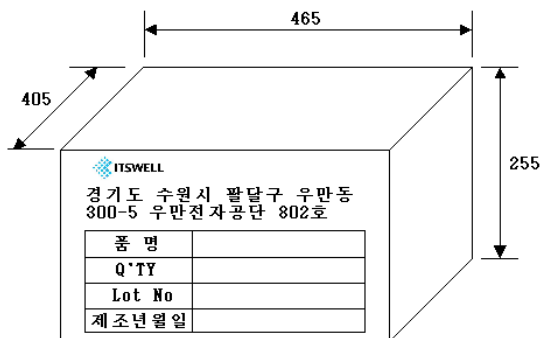 465
405
255
ITSWELL
경기도 수원시 팔달구 우만동
300-5 우만전자공단 802호
품 명
Q'TY
Lot No
제조년월일